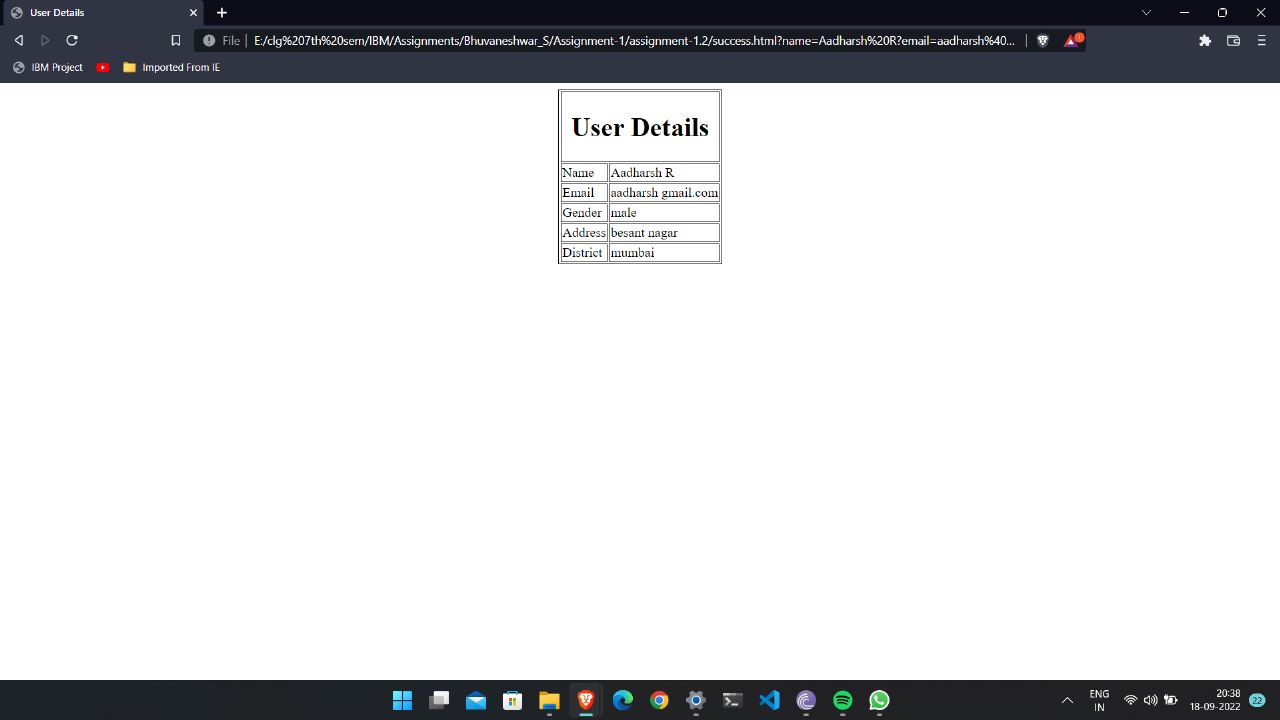 User Details
File
E:/clg%207th%20sem/IBM/Assignments/Bhuvaneshwar_S/Assignment-1/assignment-1.2/success.html?name=Aadharsh%20R?email=aadharsh%40...
1
IBM Project
Imported From IE
User Details
Name Aadharsh R
Email aadharsh gmail.com
Gender male
Address besant nagar
District mumbai
ENG
IN
20:38
18-09-2022
22